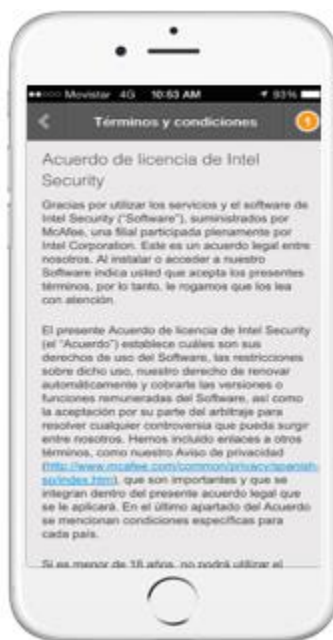 Movistar 4G 10:53 AM 93%
Términos y condiciones
Acuerdo de licencia de Intel
Security
Gracias por utilizar los servicios y el software de
Intel Security ("Software"), suministrados por
McAfee, una filial participada plenamente por
Intel Corporation. Este es un acuerdo legal entre
nosotros. Al instalar o acceder a nuestro
Software indica usted que acepta los presentes
términos, por lo tanto, le rogamos que los lea
con atención.
El presente Acuerdo de licencia de Intel Security
(el "Acuerdo") establece cuáles son sus
derechos de uso del Software, las restricciones
sobre dicho uso, nuestro derecho de renovar
automáticamente y cobrarle las versiones o
funciones remuneradas del Software, así como
la aceptación por su parte del arbitraje para
resolver cualquier controversia que pueda surgir
entre nosotros. Hemos incluido enlaces a otros
términos, como nuestro Aviso de privacidad
(http://www.mcafee.com/common/privacy/spanish-
sp/index.htm), que son importantes y que se
integran dentro del presente acuerdo legal que
se le aplicará. En el último apartado del Acuerdo
se mencionan condiciones específicas para
cada país.
Si es menor de 18 años, no podrá utilizar el